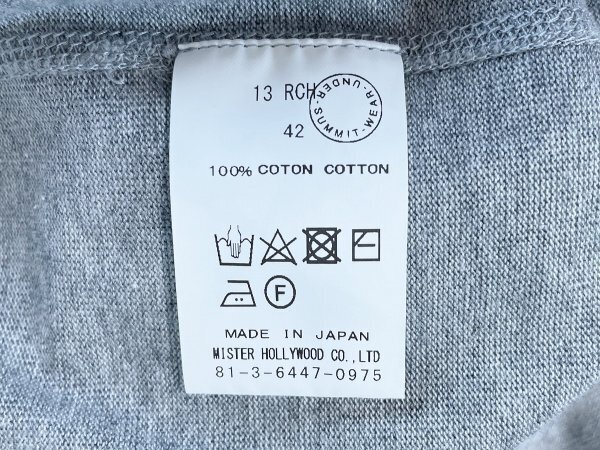 13 RCH
UNDER·SUMMIT·WEAR·
42
100% COTON COTTON
F
MADE IN JAPAN
MISTER HOLLYWOOD CO.,LTD
81-3-6447-0975